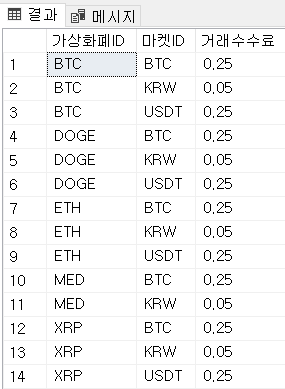 결과 메시지
가상화폐ID 마켓ID 거래수수료
1 BTC BTC 0,25
2 BTC KRW 0,05
3 BTC USDT 0,25
4 DOGE BTC 0,25
5 DOGE KRW 0,05
6 DOGE USDT 0,25
7 ETH BTC 0,25
8 ETH KRW 0,05
9 ETH USDT 0,25
10 MED BTC 0,25
11 MED KRW 0,05
12 XRP BTC 0,25
13 XRP KRW 0,05
14 XRP USDT 0,25